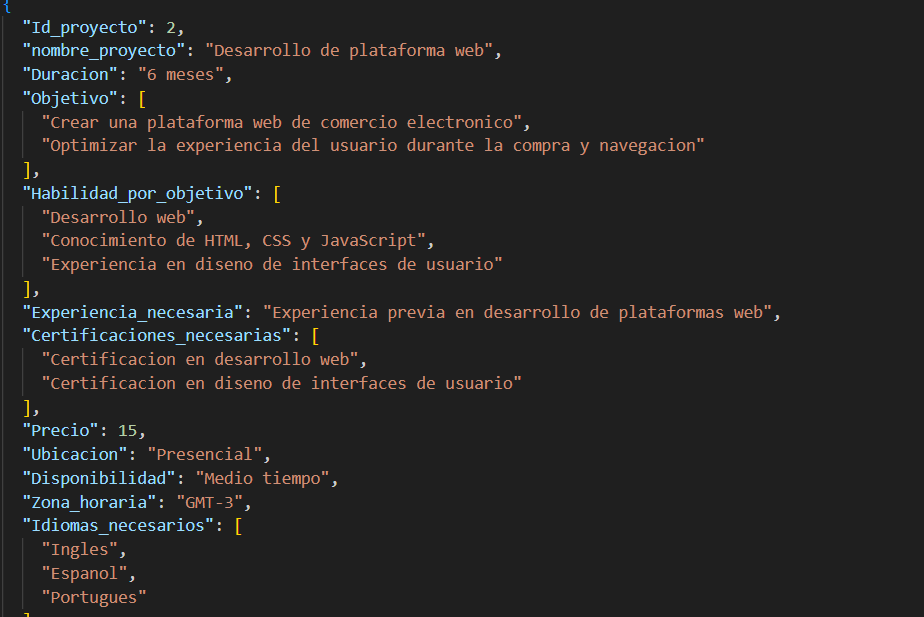 {
"Id_proyecto": 2,
"nombre_proyecto": "Desarrollo de plataforma web",
"Duracion": "6 meses",
"Objetivo": [
"Crear una plataforma web de comercio electronico",
"Optimizar la experiencia del usuario durante la compra y navegacion"
],
"Habilidad_por_objetivo": [
"Desarrollo web",
"Conocimiento de HTML, CSS y JavaScript",
"Experiencia en diseno de interfaces de usuario"
],
"Experiencia_necesaria": "Experiencia previa en desarrollo de plataformas web",
"Certificaciones_necesarias": [
"Certificacion en desarrollo web",
"Certificacion en diseno de interfaces de usuario"
],
"Precio": 15,
"Ubicacion": "Presencial",
"Disponibilidad": "Medio tiempo",
"Zona_horaria": "GMT-3",
"Idiomas_necesarios": [
"Ingles",
"Espanol",
"Portugues"
]